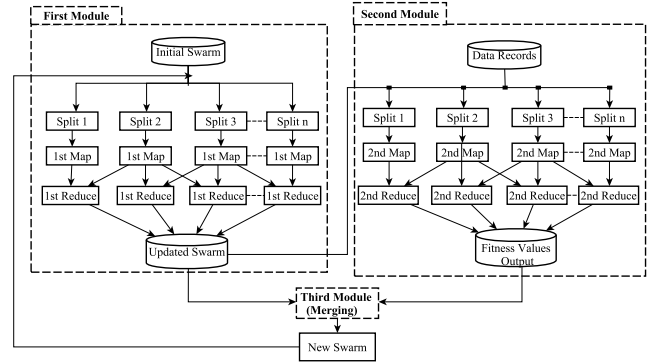 First Module
Second Module
Initial Swarm
Data Records
Split 1 Split 2 Split 3 Split n
Split 1 Split 2 Split 3 Split n
1st Map 1st Map 1st Map 1st Map
2nd Map 2nd Map 2nd Map 2nd Map
1st Reduce 1st Reduce 1st Reduce 1st Reduce
2nd Reduce 2nd Reduce 2nd Reduce 2nd Reduce
Updated Swarm
Fitness Values
Output
Third Module
(Merging)
New Swarm